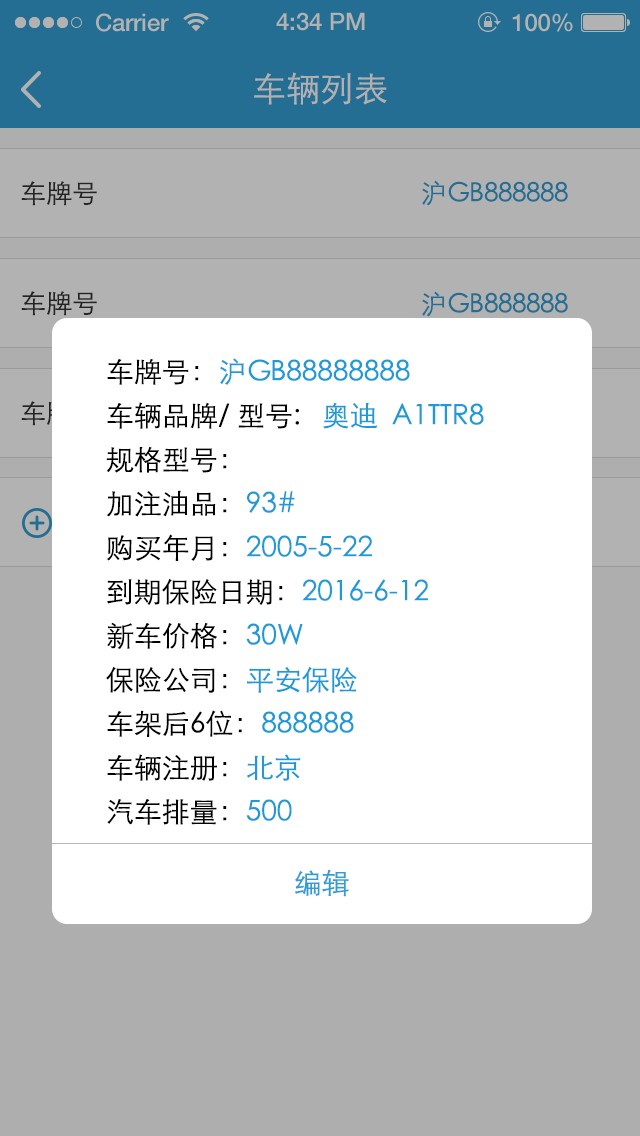 Carrier 4:34 PM 100%
车辆列表
车牌号 沪GB888888
车牌号 沪GB888888
车
车牌号：沪GB88888888
车辆品牌/ 型号: 奥迪 A1TTR8
规格型号：
加注油品：93#
购买年月：2005-5-22
到期保险日期：2016-6-12
新车价格：30W
保险公司：平安保险
车架后6位：888888
车辆注册：北京
汽车排量：500
编辑